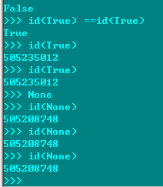 False
>>> id(True) ==id(True)
True
>>> id(True)
505235012
>>> id(True)
505235012
>>> None
>>> id(None)
505208748
>>> id(None)
505208748
>>> id(None)
505208748
>>>